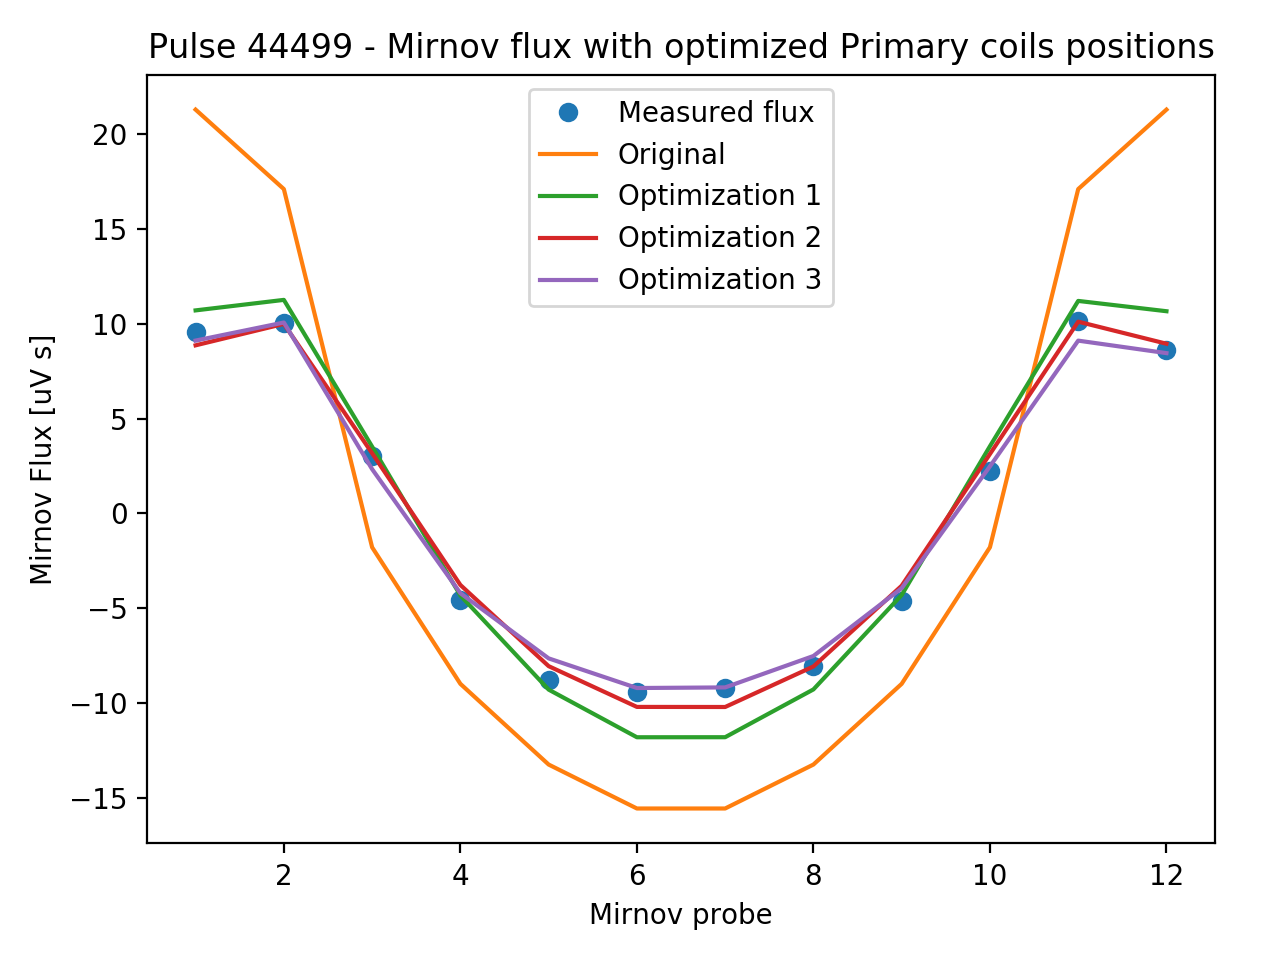 Pulse 44499 - Mirnov flux with optimized Primary coils positions
Measured flux
Original
Optimization 1
Optimization 2
Optimization 3
Mirnov Flux [uV s]
20
15
10
5
0
−5
−10
−15
2 4 6 8 10 12
Mirnov probe